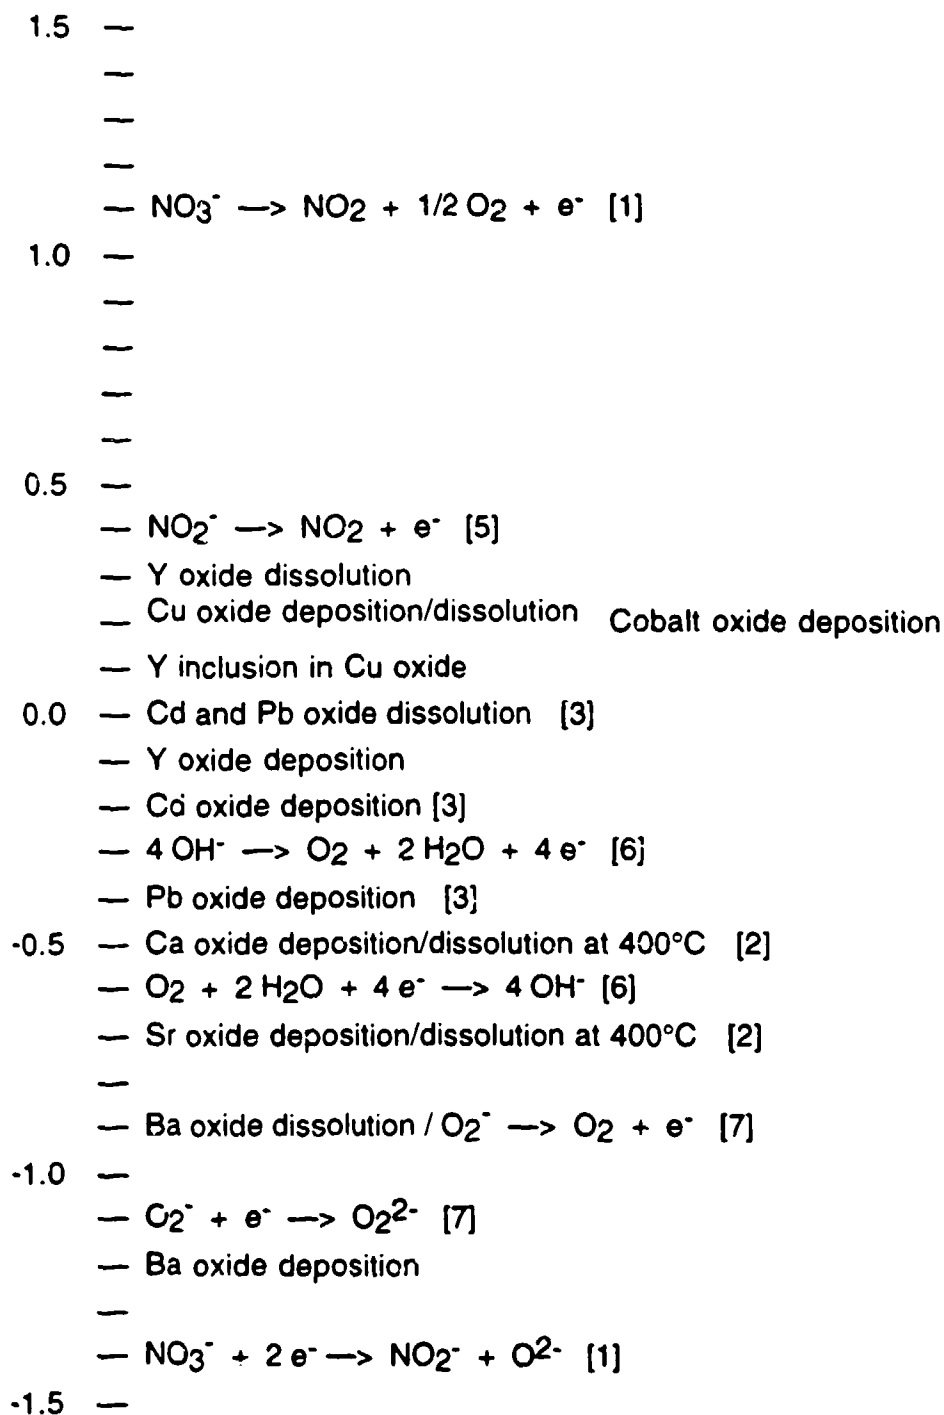 1.5 —
—
—
—
— NO3- —> NO2 + 1/2 O2 + e- [1]
1.0 —
—
—
—
—
0.5 —
— NO2- —> NO2 + e- [5]
— Y oxide dissolution
— Cu oxide deposition/dissolution Cobalt oxide deposition
— Y inclusion in Cu oxide
0.0 — Cd and Pb oxide dissolution [3]
— Y oxide deposition
— Cd oxide deposition [3]
— 4 OH- —> O2 + 2 H2O + 4 e- [6]
— Pb oxide deposition [3]
-0.5 — Ca oxide deposition/dissolution at 400°C [2]
— O2 + 2 H2O + 4 e- —> 4 OH- [6]
— Sr oxide deposition/dissolution at 400°C [2]
—
— Ba oxide dissolution / O2- —> O2 + e- [7]
-1.0 —
— O2- + e- —> O2 2- [7]
— Ba oxide deposition
—
— NO3- + 2 e- —> NO2- + O2- [1]
-1.5 —